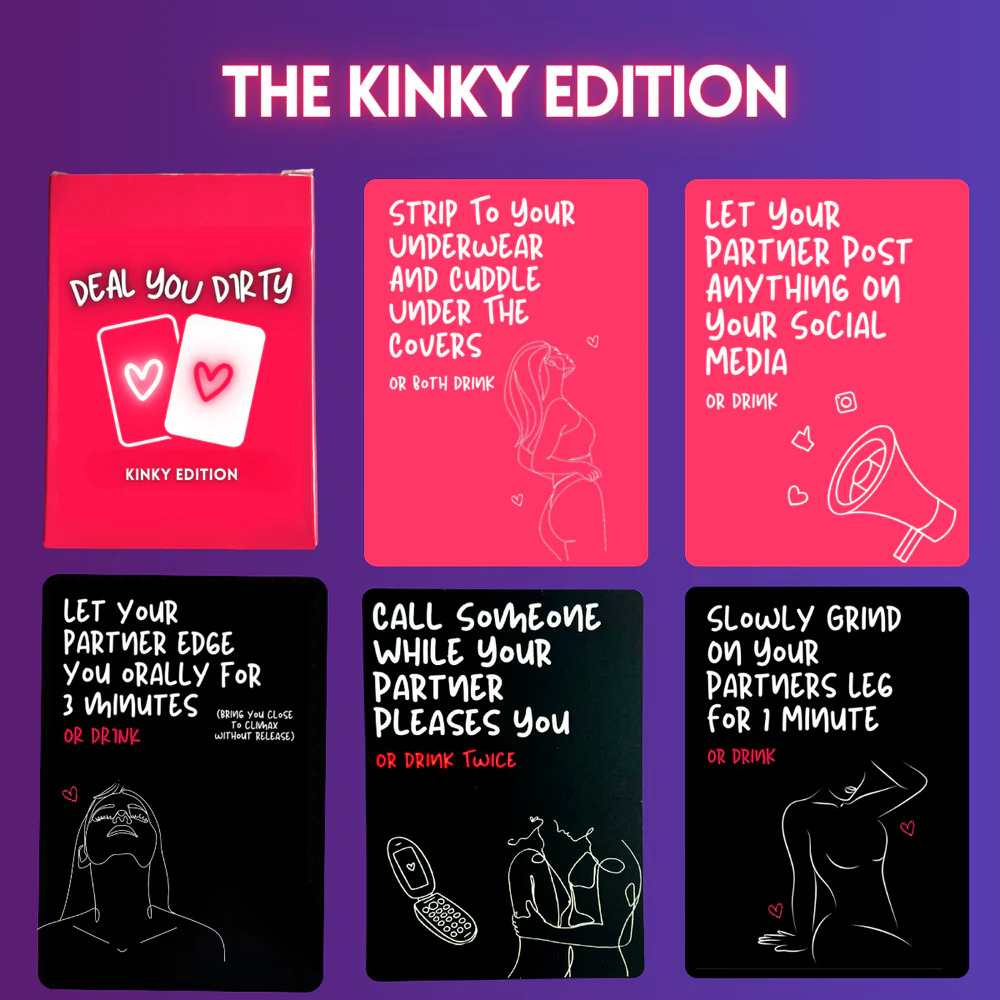 THE KINKY EDITION
DEAL YOU DIRTY
KINKY EDITION
STRIP TO YOUR
UNDERWEAR
AND CUDDLE
UNDER THE
COVERS
OR BOTH DRINK
LET YOUR
PARTNER POST
ANYTHING ON
YOUR SOCIAL
MEDIA
OR DRINK
LET YOUR
PARTNER EDGE
YOU ORALLY FOR
3 MINUTES
(BRING YOU CLOSE
TO CLIMAX
WITHOUT RELEASE)
OR DRINK
CALL SOMEONE
WHILE YOUR
PARTNER
PLEASES YOU
OR DRINK TWICE
SLOWLY GRIND
ON YOUR
PARTNERS LEG
FOR 1 MINUTE
OR DRINK